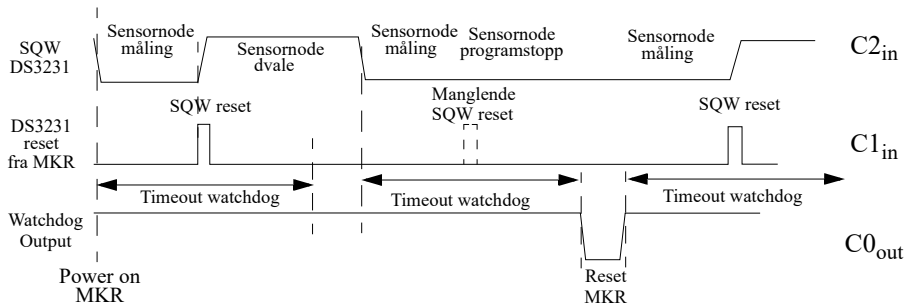 SQW
DS3231
Sensornode
måling
Sensornode
dvale
Sensornode
måling
Sensornode
programstopp
Sensornode
måling
C2in
DS3231
reset
fra MKR
SQW reset
Manglende
SQW reset
SQW reset
C1in
Timeout watchdog
Timeout watchdog
Timeout watchdog
Watchdog
Output
C0out
Power on
MKR
Reset
MKR